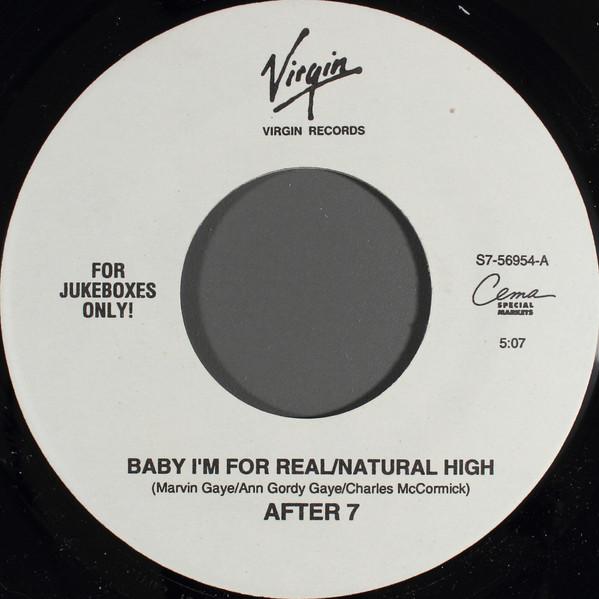 Virgin
VIRGIN RECORDS
FOR
JUKEBOXES
ONLY!
S7-56954-A
Cema
SPECIAL
MARKETS
5:07
BABY I'M FOR REAL/NATURAL HIGH
(Marvin Gaye/Ann Gordy Gaye/Charles McCormick)
AFTER 7